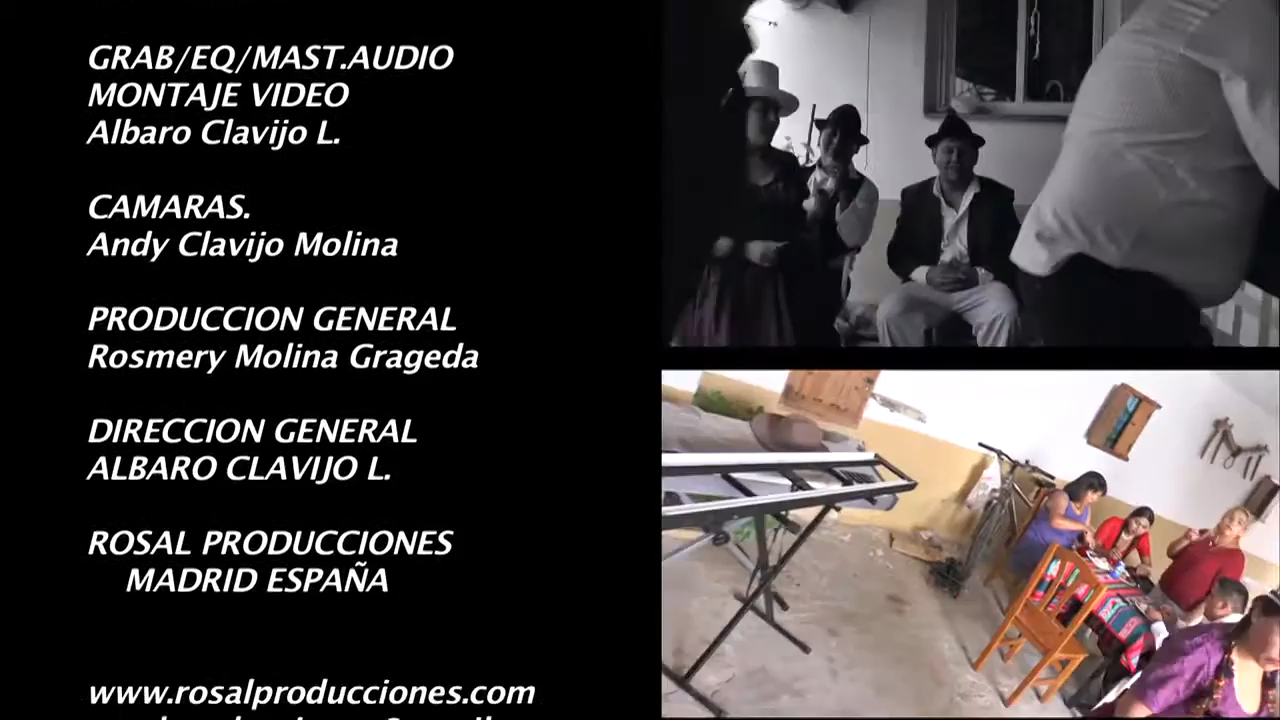 GRAB/EQ/MAST.AUDIO
MONTAJE VIDEO
Albaro Clavijo L.
CAMARAS.
Andy Clavijo Molina
PRODUCCION GENERAL
Rosmery Molina Grageda
DIRECCION GENERAL
ALBARO CLAVIJO L.
ROSAL PRODUCCIONES
MADRID ESPAÑA
www.rosalproducciones.com